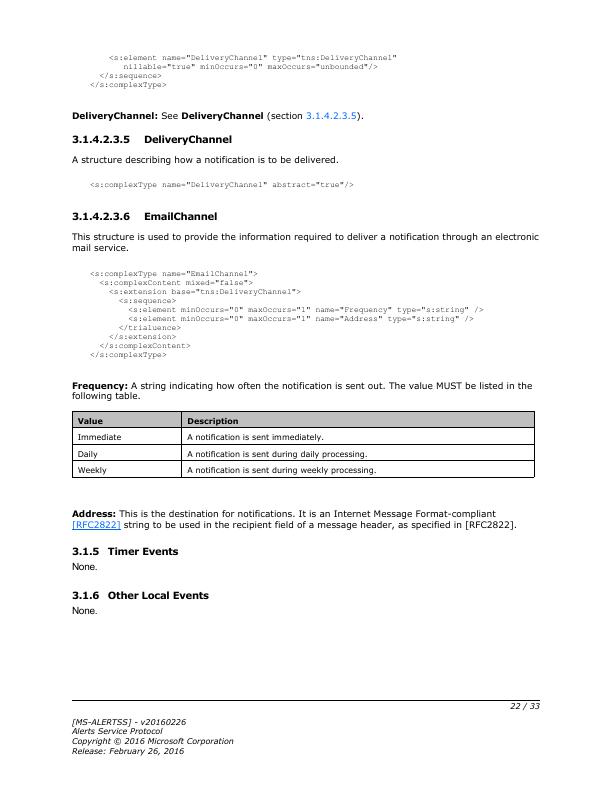 <s:element name="DeliveryChannel" type="tns:DeliveryChannel"
nillable="true" minOccurs="0" maxOccurs="unbounded"/>
</s:sequence>
</s:complexType>
DeliveryChannel: See DeliveryChannel (section 3.1.4.2.3.5).
3.1.4.2.3.5 DeliveryChannel
A structure describing how a notification is to be delivered.
<s:complexType name="DeliveryChannel" abstract="true"/>
3.1.4.2.3.6 EmailChannel
This structure is used to provide the information required to deliver a notification through an electronic
mail service.
<s:complexType name="EmailChannel">
<s:complexContent mixed="false">
<s:extension base="tns:DeliveryChannel">
<s:sequence>
<s:element minOccurs="0" maxOccurs="1" name="Frequency" type="s:string" />
<s:element minOccurs="0" maxOccurs="1" name="Address" type="s:string" />
</trialuence>
</s:extension>
</s:complexContent>
</s:complexType>
Frequency: A string indicating how often the notification is sent out. The value MUST be listed in the
following table.
Value Description
Immediate A notification is sent immediately.
Daily A notification is sent during daily processing.
Weekly A notification is sent during weekly processing.
Address: This is the destination for notifications. It is an Internet Message Format-compliant
[RFC2822] string to be used in the recipient field of a message header, as specified in [RFC2822].
3.1.5 Timer Events
None.
3.1.6 Other Local Events
None.
22 / 33
[MS-ALERTSS] - v20160226
Alerts Service Protocol
Copyright © 2016 Microsoft Corporation
Release: February 26, 2016